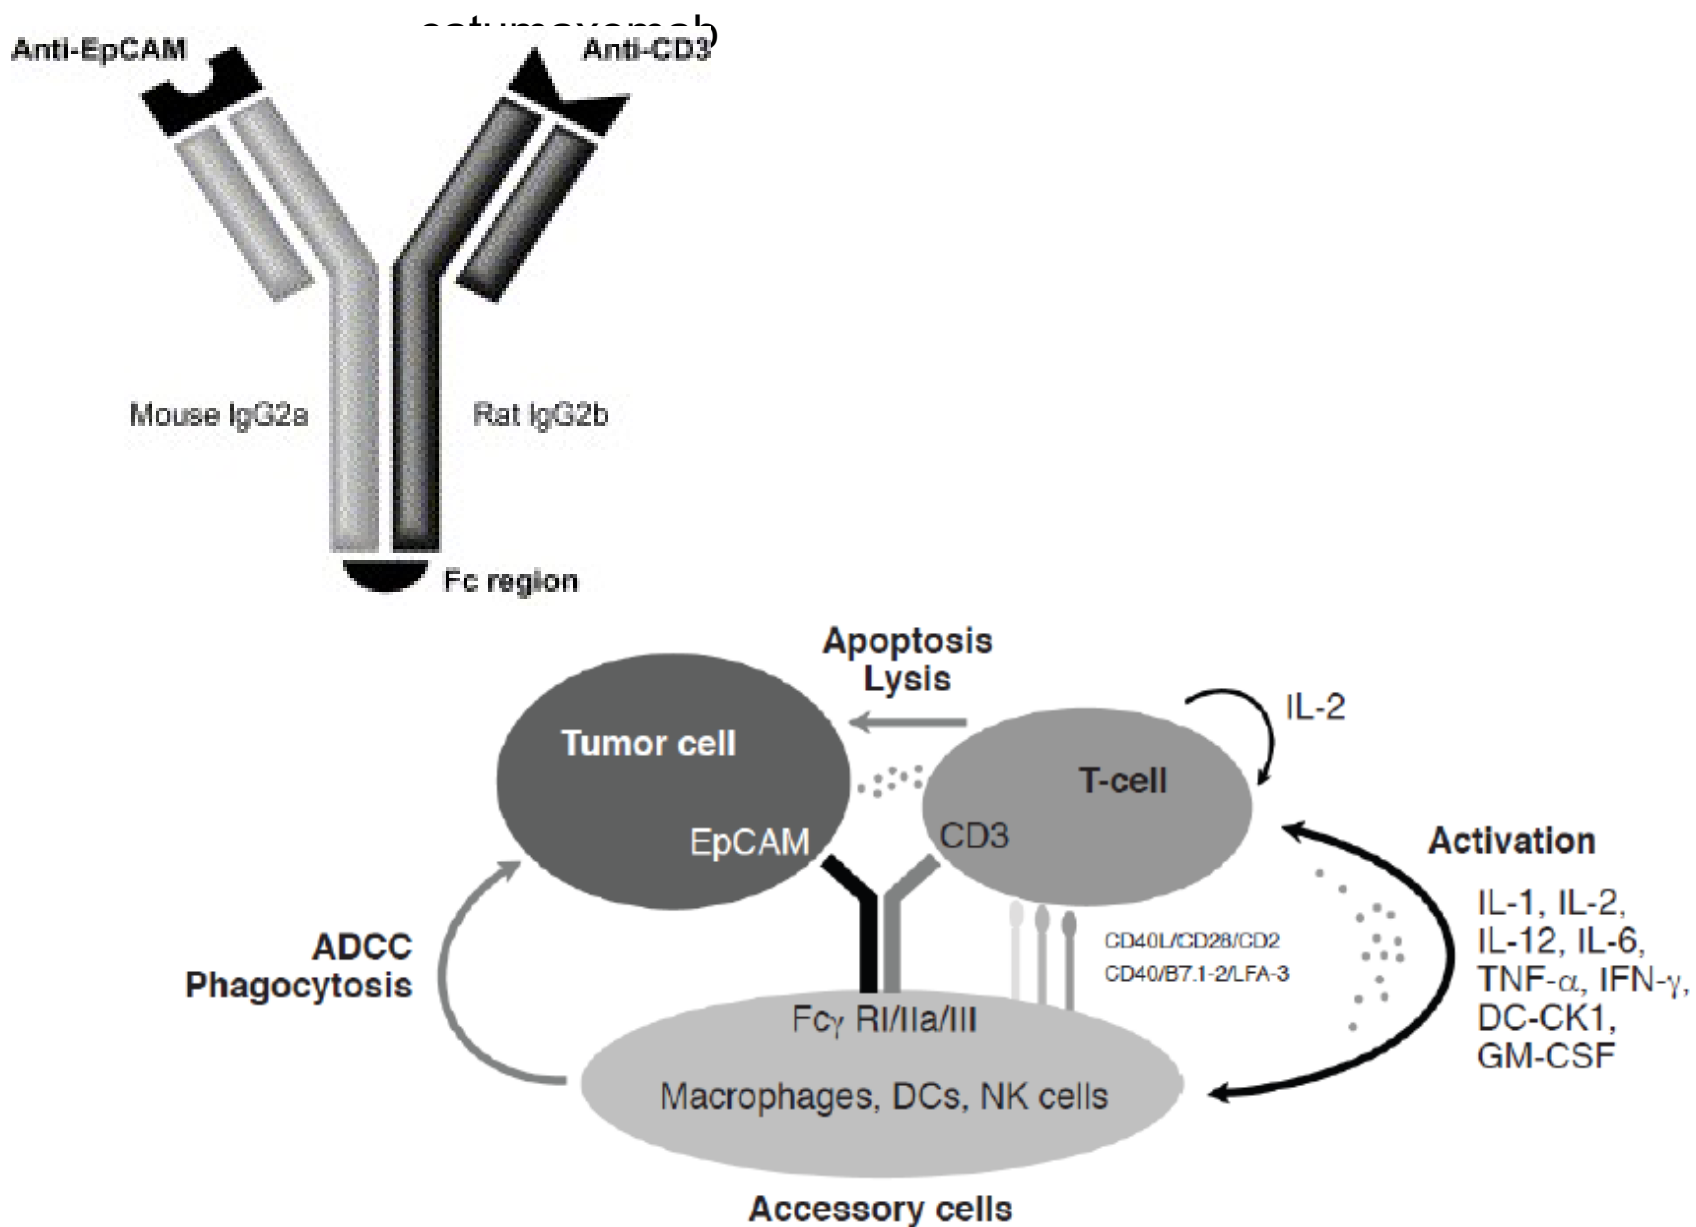 catumaxomab
Anti-EpCAM
Anti-CD3
Mouse IgG2a
Rat IgG2b
Fc region
Apoptosis
Lysis
IL-2
Tumor cell
T-cell
EpCAM
CD3
Activation
IL-1, IL-2,
IL-12, IL-6,
TNF-α, IFN-γ,
DC-CK1,
GM-CSF
CD40L/CD28/CD2
CD40/B7.1-2/LFA-3
ADCC
Phagocytosis
Fcγ RI/IIa/III
Macrophages, DCs, NK cells
Accessory cells